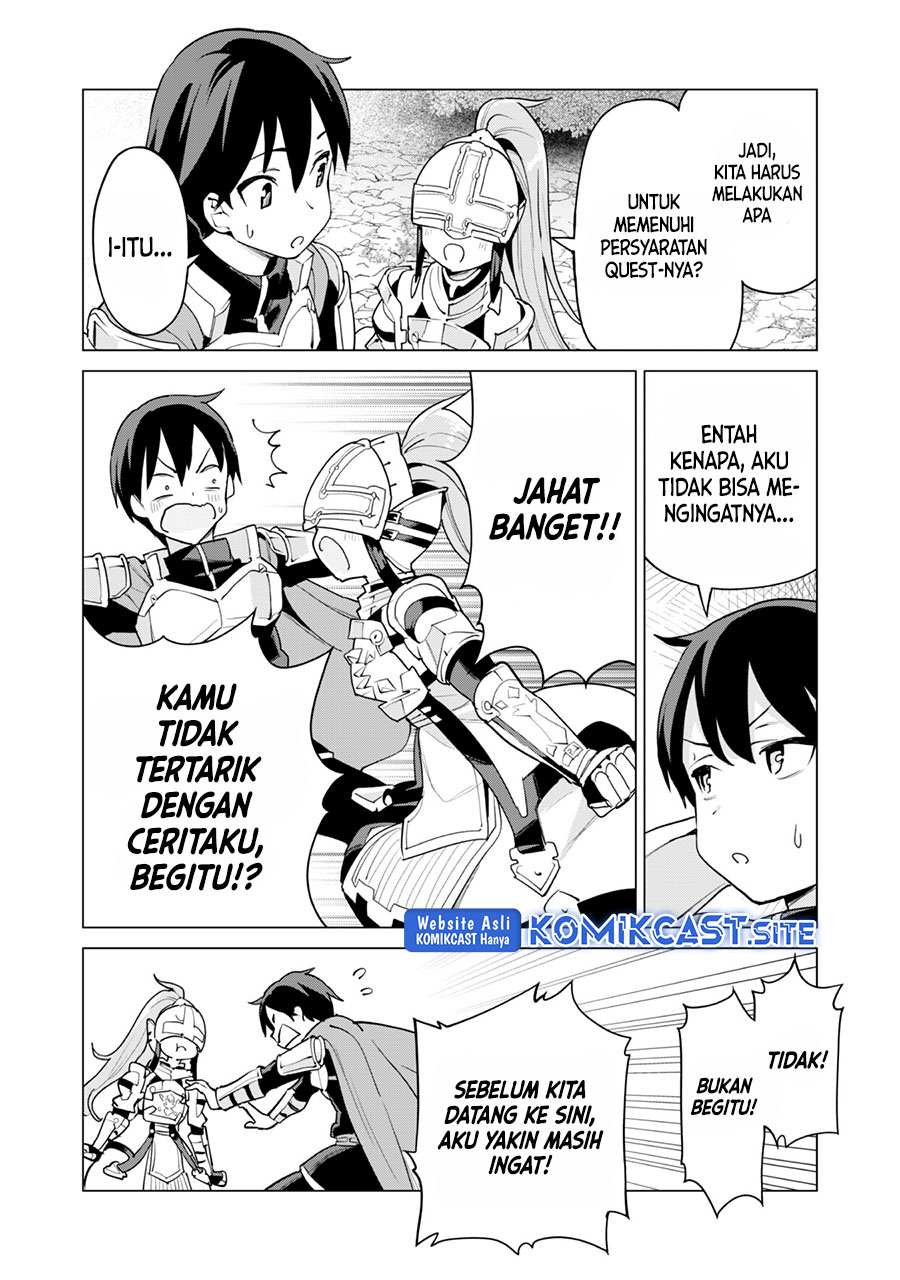 JADI,
KITA HARUS
MELAKUKAN
APA
UNTUK
MEMENUHI
PERSYARATAN
QUEST-NYA?
I-ITU...
ENTAH
KENAPA, AKU
TIDAK BISA ME-
NGINGATNYA...
JAHAT
BANGET!!
KAMU
TIDAK
TERTARIK
DENGAN
CERITAKU,
BEGITU!?
Website Asli
KOMIKCAST Hanya
KOMIKCAST.SITE
TIDAK!
BUKAN
BEGITU!
SEBELUM KITA
DATANG KE SINI,
AKU YAKIN MASIH
INGAT!